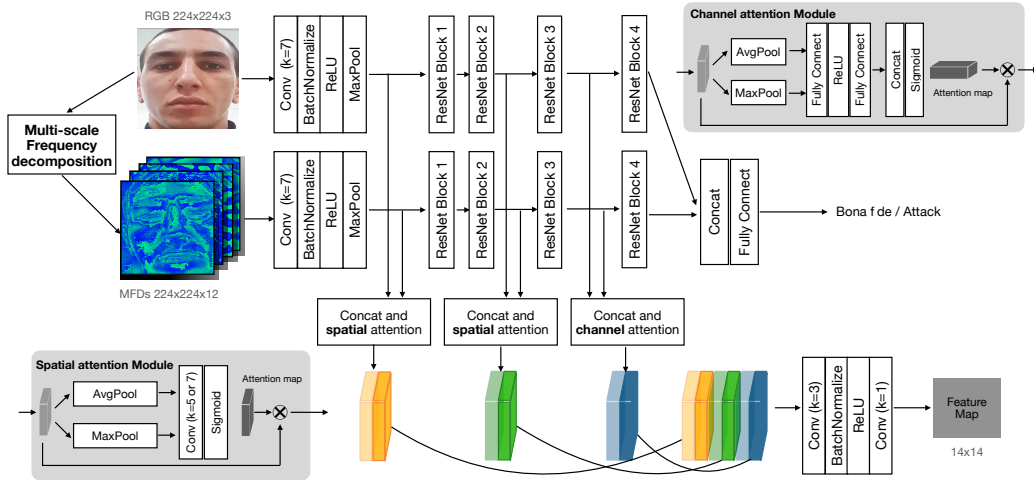 RGB 224x224x3
Multi-scale
Frequency
decomposition
MFDs 224x224x12
Conv (k=7)
BatchNormalize
ReLU
MaxPool
ResNet Block 1
ResNet Block 2
ResNet Block 3
ResNet Block 4
Conv (k=7)
BatchNormalize
ReLU
MaxPool
ResNet Block 1
ResNet Block 2
ResNet Block 3
ResNet Block 4
Channel attention Module
AvgPool
MaxPool
Fully Connect
ReLU
Fully Connect
Concat
Sigmoid
Attention map
Concat
Fully Connect
Bona f de / Attack
Concat and
spatial attention
Concat and
spatial attention
Concat and
channel attention
Spatial attention Module
AvgPool
MaxPool
Conv (k=5 or 7)
Sigmoid
Attention map
Conv (k=3)
BatchNormalize
ReLU
Conv (k=1)
Feature
Map
14x14